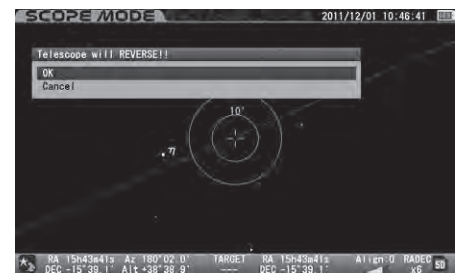 SCOPE MODE 2011/12/01 10:46:41
Telescope will REVERSE!!
OK
Cancel
10'
η
RA 15h43m41s Az 180°02.0' TARGET RA 15h43m41s Align:0 RADEC
DEC -15°39.1' Alt +38°38.9' --- DEC -15°39.1' x6 SD